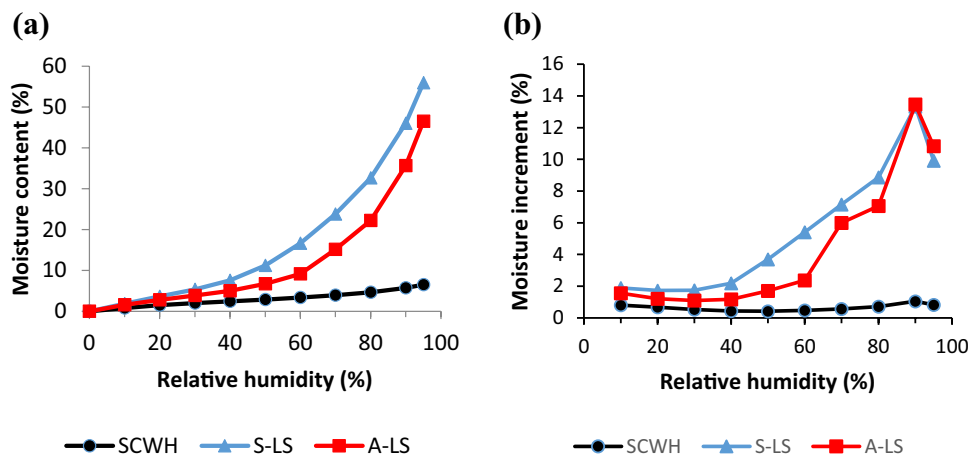 (a)
60
50
40
30
20
10
0
Moisture content (%)
0 20 40 60 80 100
Relative humidity (%)
SCWH S-LS A-LS
(b)
16
14
12
10
8
6
4
2
0
Moisture increment (%)
0 20 40 60 80 100
Relative humidity (%)
SCWH S-LS A-LS